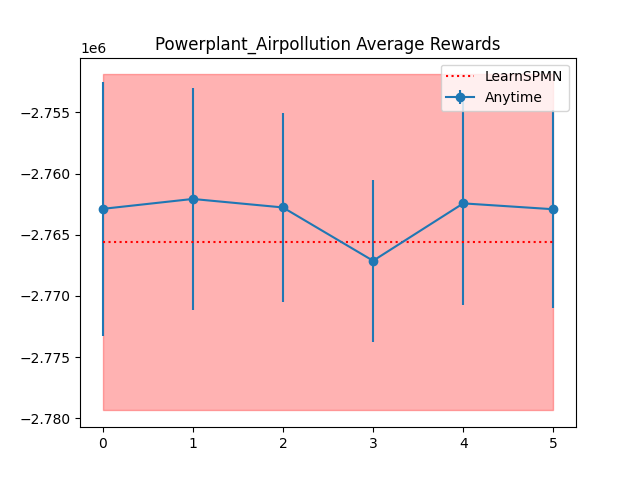 Powerplant_Airpollution Average Rewards
1e6
LearnSPMN
Anytime
−2.755
−2.760
−2.765
−2.770
−2.775
−2.780
0 1 2 3 4 5